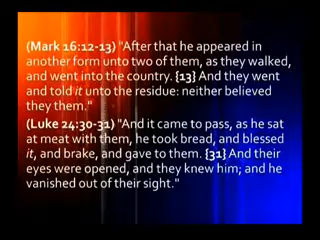 (Mark 16:12-13) "After that he appeared in
another form unto two of them, as they walked,
and went into the country. {13} And they went
and told it unto the residue: neither believed
they them."
(Luke 24:30-31) "And it came to pass, as he sat
at meat with them, he took bread, and blessed
it, and brake, and gave to them. {31} And their
eyes were opened, and they knew him; and he
vanished out of their sight."